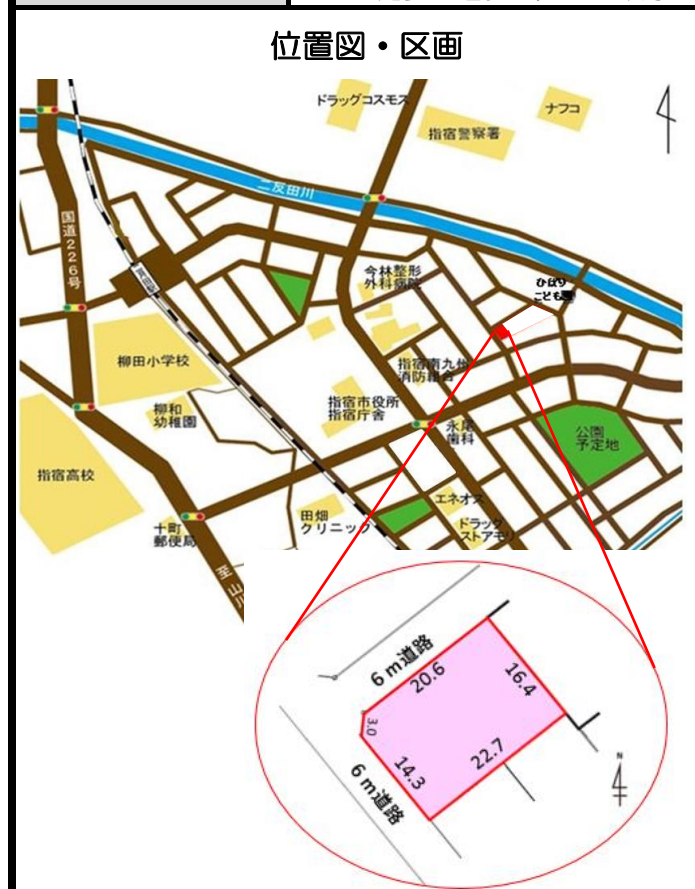 位置図・区画
ドラッグコスモス
ナフコ
指宿警察署
二反田川
国道226号
今林整形
外科病院
ひばり
こども園
柳田小学校
指宿南九州
消防組合
柳和
幼稚園
指宿市役所
指宿庁舎
永尾
歯科
公園
予定地
指宿高校
エネオス
十町
郵便局
田畑
クリニック
ドラッグ
ストアモリ
6m道路
20.6
16.4
3.0
14.3
22.7
6m道路
N